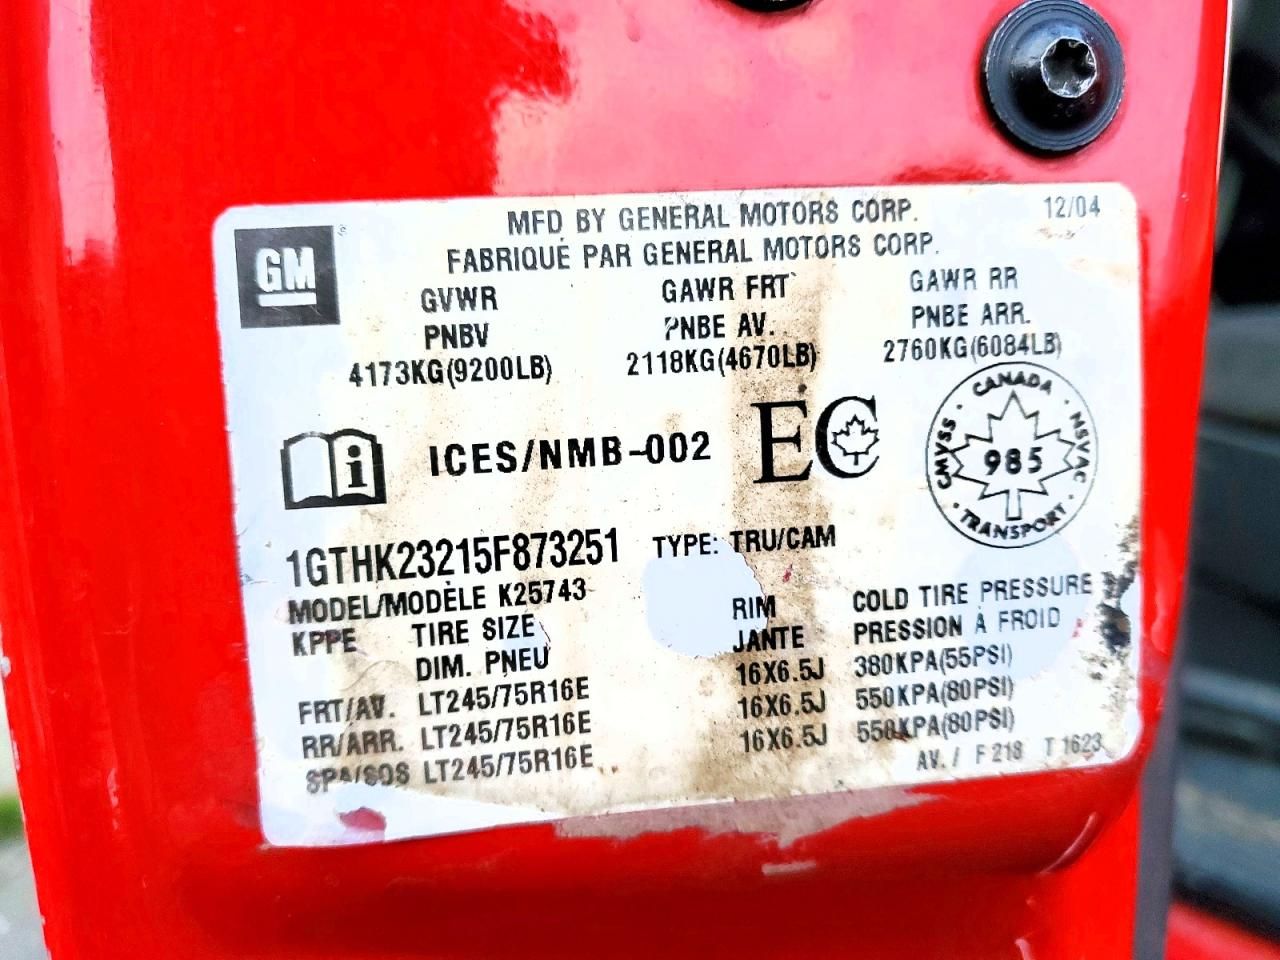 MFD BY GENERAL MOTORS CORP. 12/04
FABRIQUÉ PAR GENERAL MOTORS CORP.
GM
GVWR GAWR FRT GAWR RR
PNBV PNBE AV. PNBE ARR.
4173KG(9200LB) 2118KG(4670LB) 2760KG(6084LB)
i ICES/NMB-002 EC
CANADA
CMVSS · NSVAC
985
TRANSPORT
1GTHK23215F873251 TYPE: TRU/CAM
MODEL/MODÈLE K25743
KPPE TIRE SIZE RIM COLD TIRE PRESSURE
DIM. PNEU JANTE PRESSION À FROID
FRT/AV. LT245/75R16E 16X6.5J 380KPA(55PSI)
RR/ARR. LT245/75R16E 16X6.5J 550KPA(80PSI)
SPA/SOS LT245/75R16E 16X6.5J 550KPA(80PSI)
AV. / F 218 T 1623